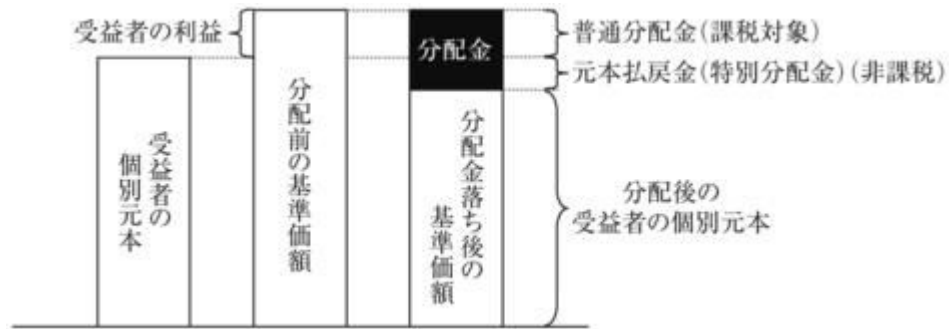 受益者の利益
分配金
普通分配金(課税対象)
元本払戻金(特別分配金)(非課税)
受益者の
個別元本
分配前の基準価額
分配金落ち後の
基準価額
分配後の
受益者の個別元本